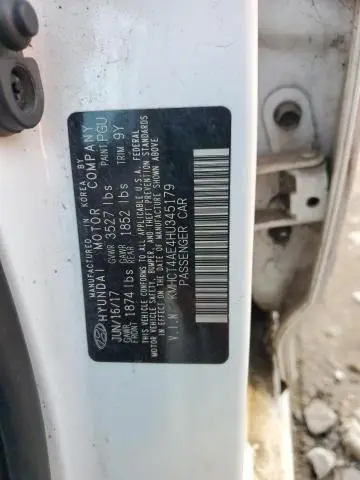 MANUFACTURED IN KOREA BY
HYUNDAI MOTOR COMPANY
JUN/16/17 GVWR 3527 lbs PAINT PGU
GAWR FRONT 1874 lbs GAWR REAR 1852 lbs TRIM 9Y
THIS VEHICLE CONFORMS TO ALL APPLICABLE U.S.A. FEDERAL
MOTOR VEHICLE SAFETY, BUMPER, AND THEFT PREVENTION STANDARDS
IN EFFECT ON THE DATE OF MANUFACTURE SHOWN ABOVE.
V.I.N KMHCT4AE4HU345179
PASSENGER CAR